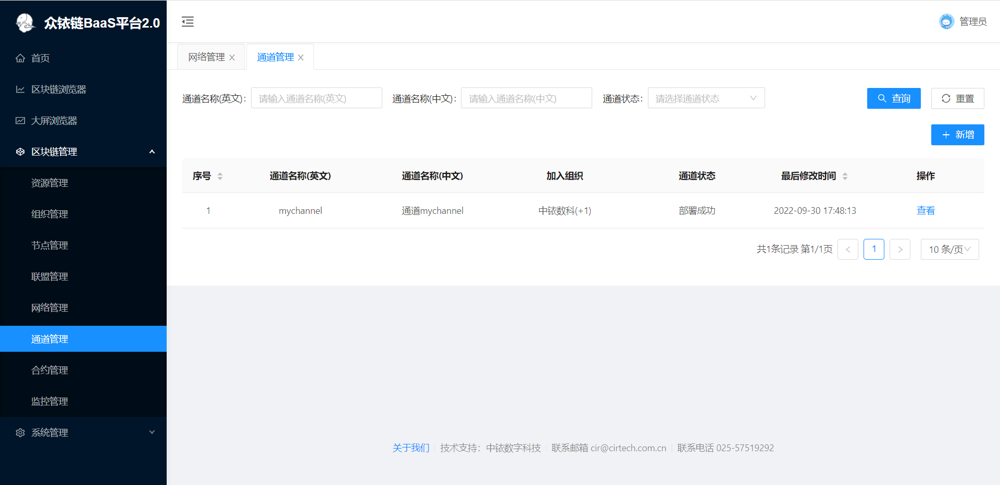 众铱链BaaS平台2.0
首页
区块链浏览器
大屏浏览器
区块链管理
资源管理
组织管理
节点管理
联盟管理
网络管理
通道管理
合约管理
监控管理
系统管理
管理员
网络管理 通道管理
通道名称(英文): 请输入通道名称(英文) 通道名称(中文): 请输入通道名称(中文) 通道状态: 请选择通道状态 查询 重置
新增
序号 通道名称(英文) 通道名称(中文) 加入组织 通道状态 最后修改时间 操作
1 mychannel 通道mychannel 中铱数科(+1) 部署成功 2022-09-30 17:48:13 查看
共1条记录 第1/1页 1 10 条/页
关于我们 技术支持: 中铱数字科技 联系邮箱 cir@cirtech.com.cn 联系电话 025-57519292